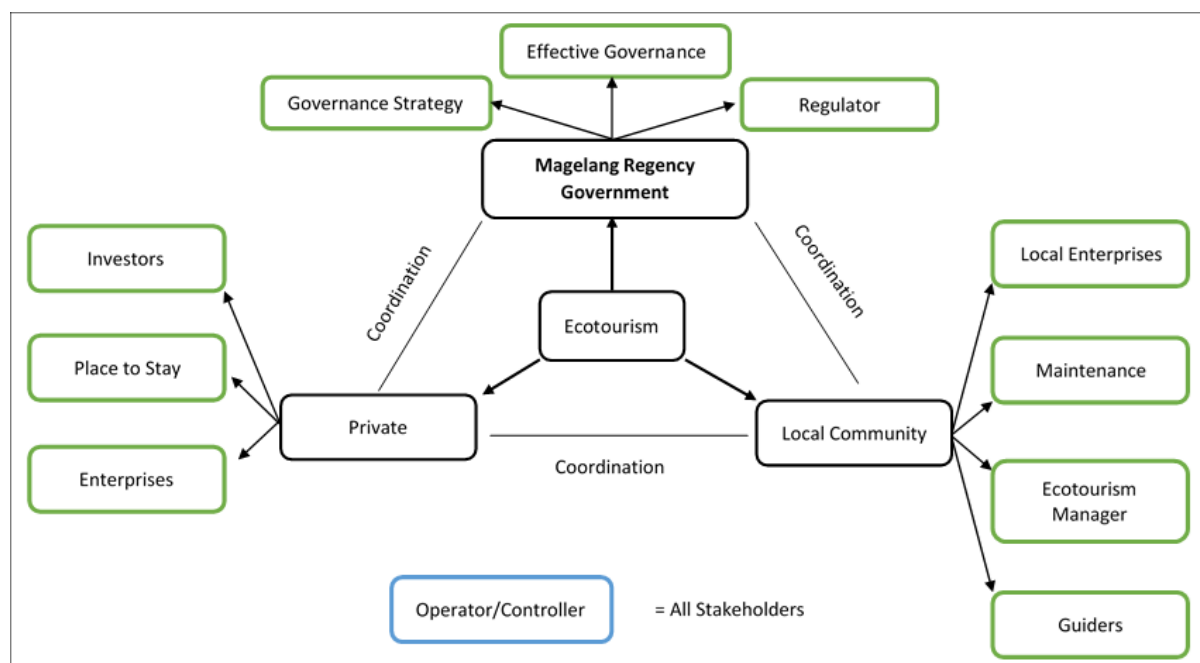 Effective Governance
Governance Strategy
Regulator
Magelang Regency
Government
Investors
Coordination
Coordination
Local Enterprises
Ecotourism
Place to Stay
Maintenance
Private
Local Community
Coordination
Enterprises
Ecotourism
Manager
Operator/Controller
= All Stakeholders
Guiders